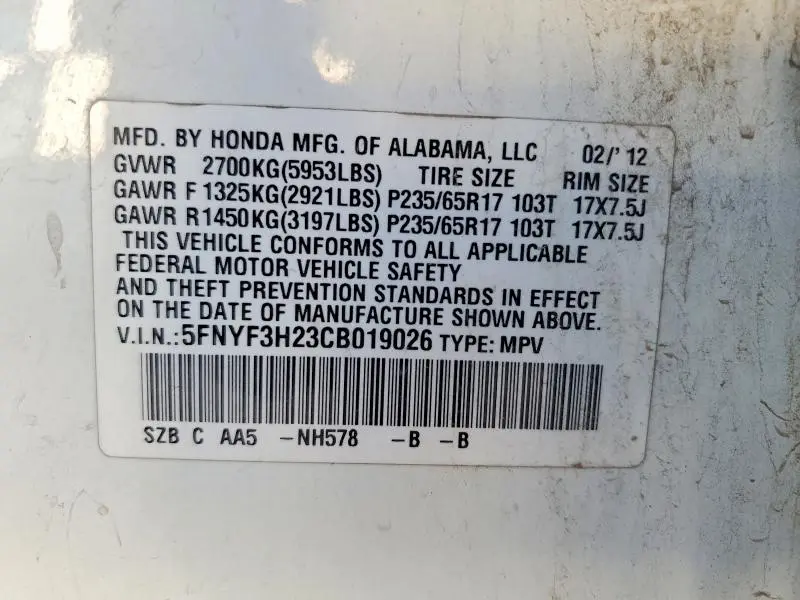 MFD. BY HONDA MFG. OF ALABAMA, LLC 02/'12
GVWR 2700KG(5953LBS) TIRE SIZE RIM SIZE
GAWR F 1325KG(2921LBS) P235/65R17 103T 17X7.5J
GAWR R1450KG(3197LBS) P235/65R17 103T 17X7.5J
THIS VEHICLE CONFORMS TO ALL APPLICABLE
FEDERAL MOTOR VEHICLE SAFETY
AND THEFT PREVENTION STANDARDS IN EFFECT
ON THE DATE OF MANUFACTURE SHOWN ABOVE.
V.I.N.:5FNYF3H23CB019026 TYPE: MPV
SZB C AA5 -NH578 -B -B